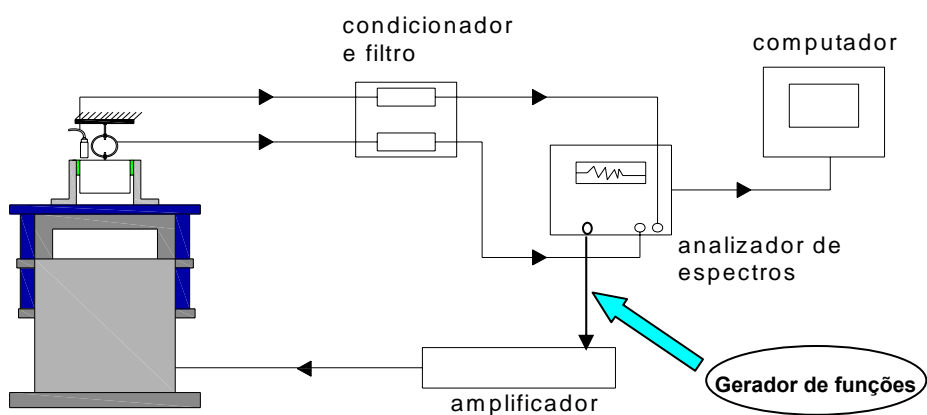 condicionador
e filtro
computador
analizador de
espectros
Gerador de funções
amplificador